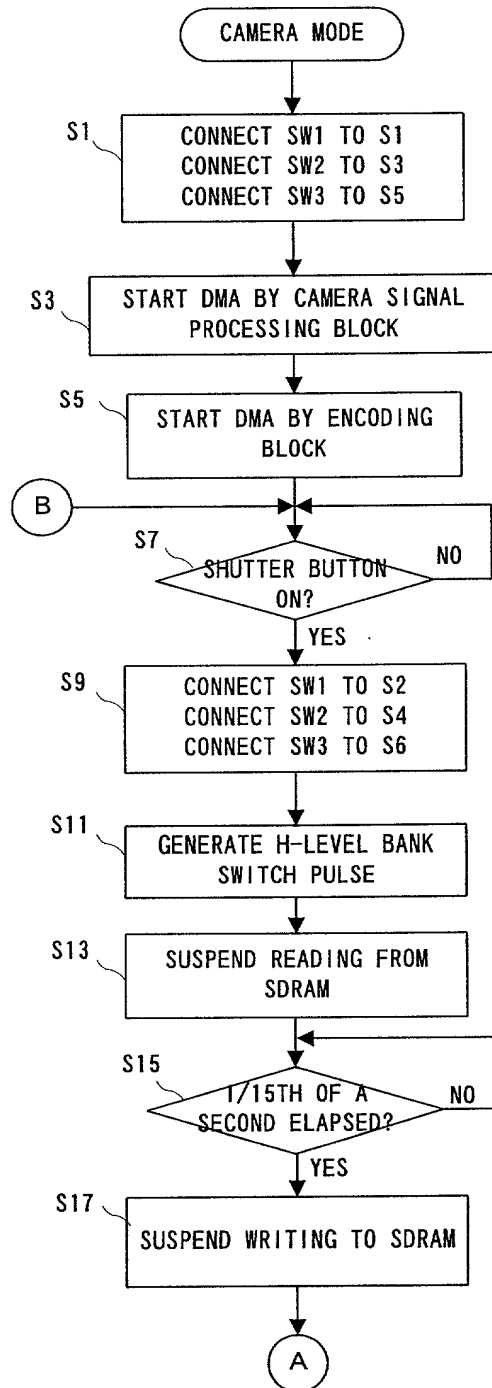 CAMERA MODE
S1
CONNECT SW1 TO S1
CONNECT SW2 TO S3
CONNECT SW3 TO S5
S3
START DMA BY CAMERA SIGNAL
PROCESSING BLOCK
S5
START DMA BY ENCODING
BLOCK
B
S7
SHUTTER BUTTON
ON?
NO
YES
S9
CONNECT SW1 TO S2
CONNECT SW2 TO S4
CONNECT SW3 TO S6
S11
GENERATE H-LEVEL BANK
SWITCH PULSE
S13
SUSPEND READING FROM
SDRAM
S15
1/15TH OF A
SECOND ELAPSED?
NO
YES
S17
SUSPEND WRITING TO SDRAM
A